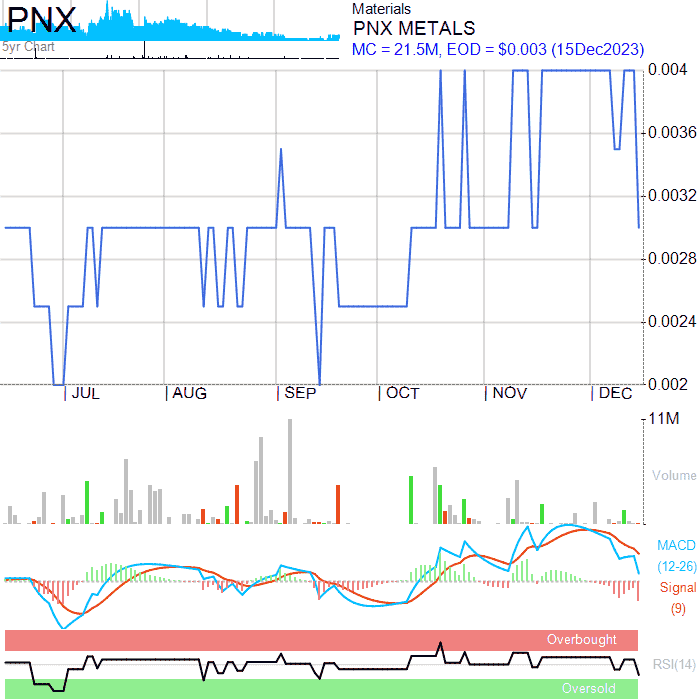 PNX
5yr Chart
Materials
PNX METALS
MC = 21.5M, EOD = $0.003 (15Dec2023)
0.004
0.0036
0.0032
0.0028
0.0024
0.002
JUL AUG SEP OCT NOV DEC
11M
Volume
MACD
(12-26)
Signal
(9)
Overbought
RSI(14)
Oversold